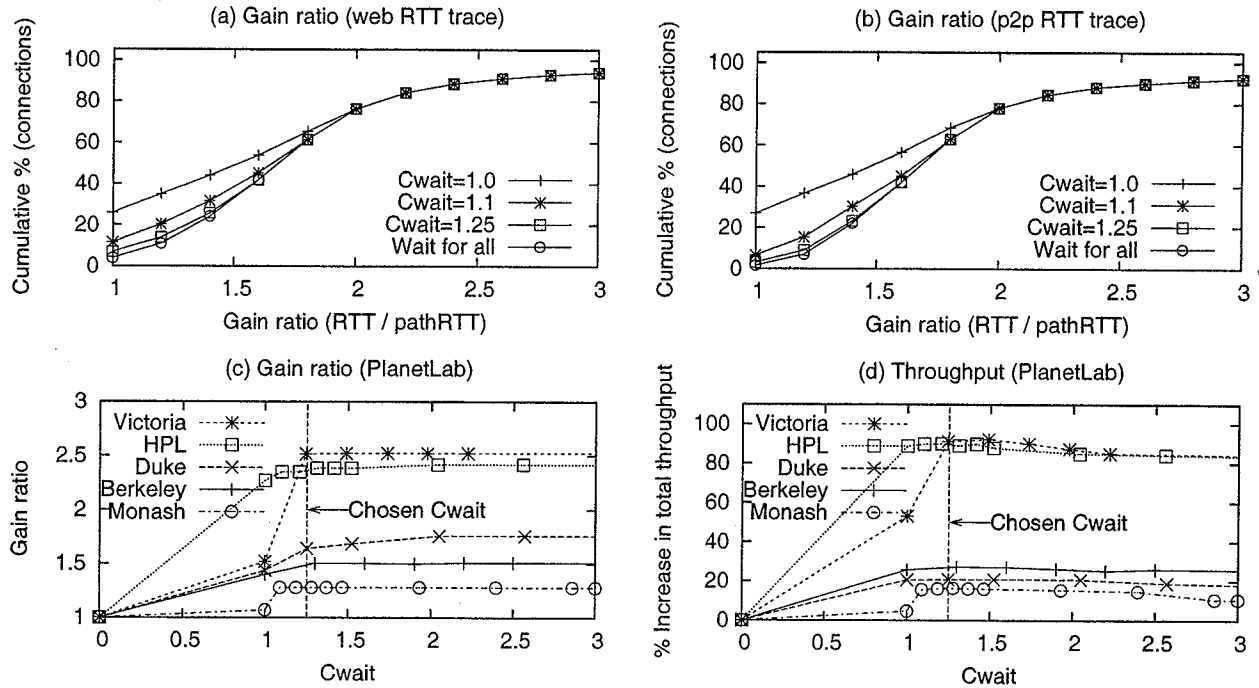 (a) Gain ratio (web RTT trace)
Cumulative % (connections)
100
80
60
40
20
0
Cwait=1.0
Cwait=1.1
Cwait=1.25
Wait for all
1
1.5
2
2.5
3
Gain ratio (RTT / pathRTT)
(b) Gain ratio (p2p RTT trace)
Cumulative % (connections)
100
80
60
40
20
0
Cwait=1.0
Cwait=1.1
Cwait=1.25
Wait for all
1
1.5
2
2.5
3
Gain ratio (RTT / pathRTT)
(c) Gain ratio (PlanetLab)
Gain ratio
3
2.5
2
1.5
1
Victoria
HPL
Duke
Berkeley
Monash
Chosen Cwait
0
0.5
1
1.5
2
2.5
3
Cwait
(d) Throughput (PlanetLab)
% Increase in total throughput
100
80
60
40
20
0
Victoria
HPL
Duke
Berkeley
Monash
Chosen Cwait
0
0.5
1
1.5
2
2.5
3
Cwait